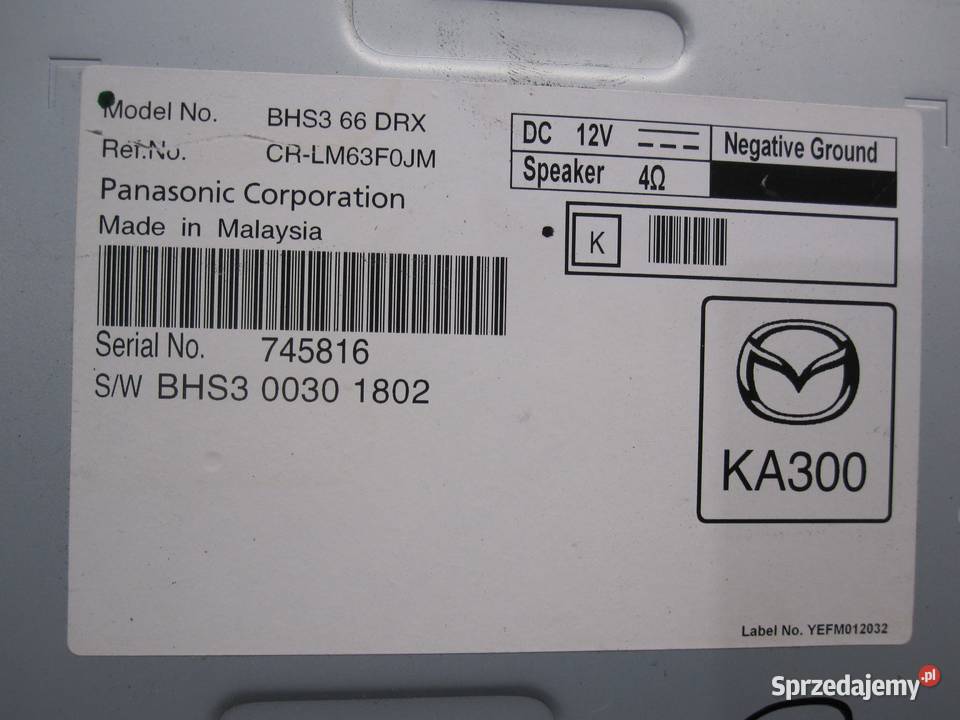 Model No. BHS3 66 DRX
Ref.No. CR-LM63F0JM
Panasonic Corporation
Made in Malaysia
Serial No. 745816
S/W BHS3 0030 1802
DC 12V
Negative Ground
Speaker 4Ω
K
KA300
Label No. YEFM012032
Sprzedajemy.pl